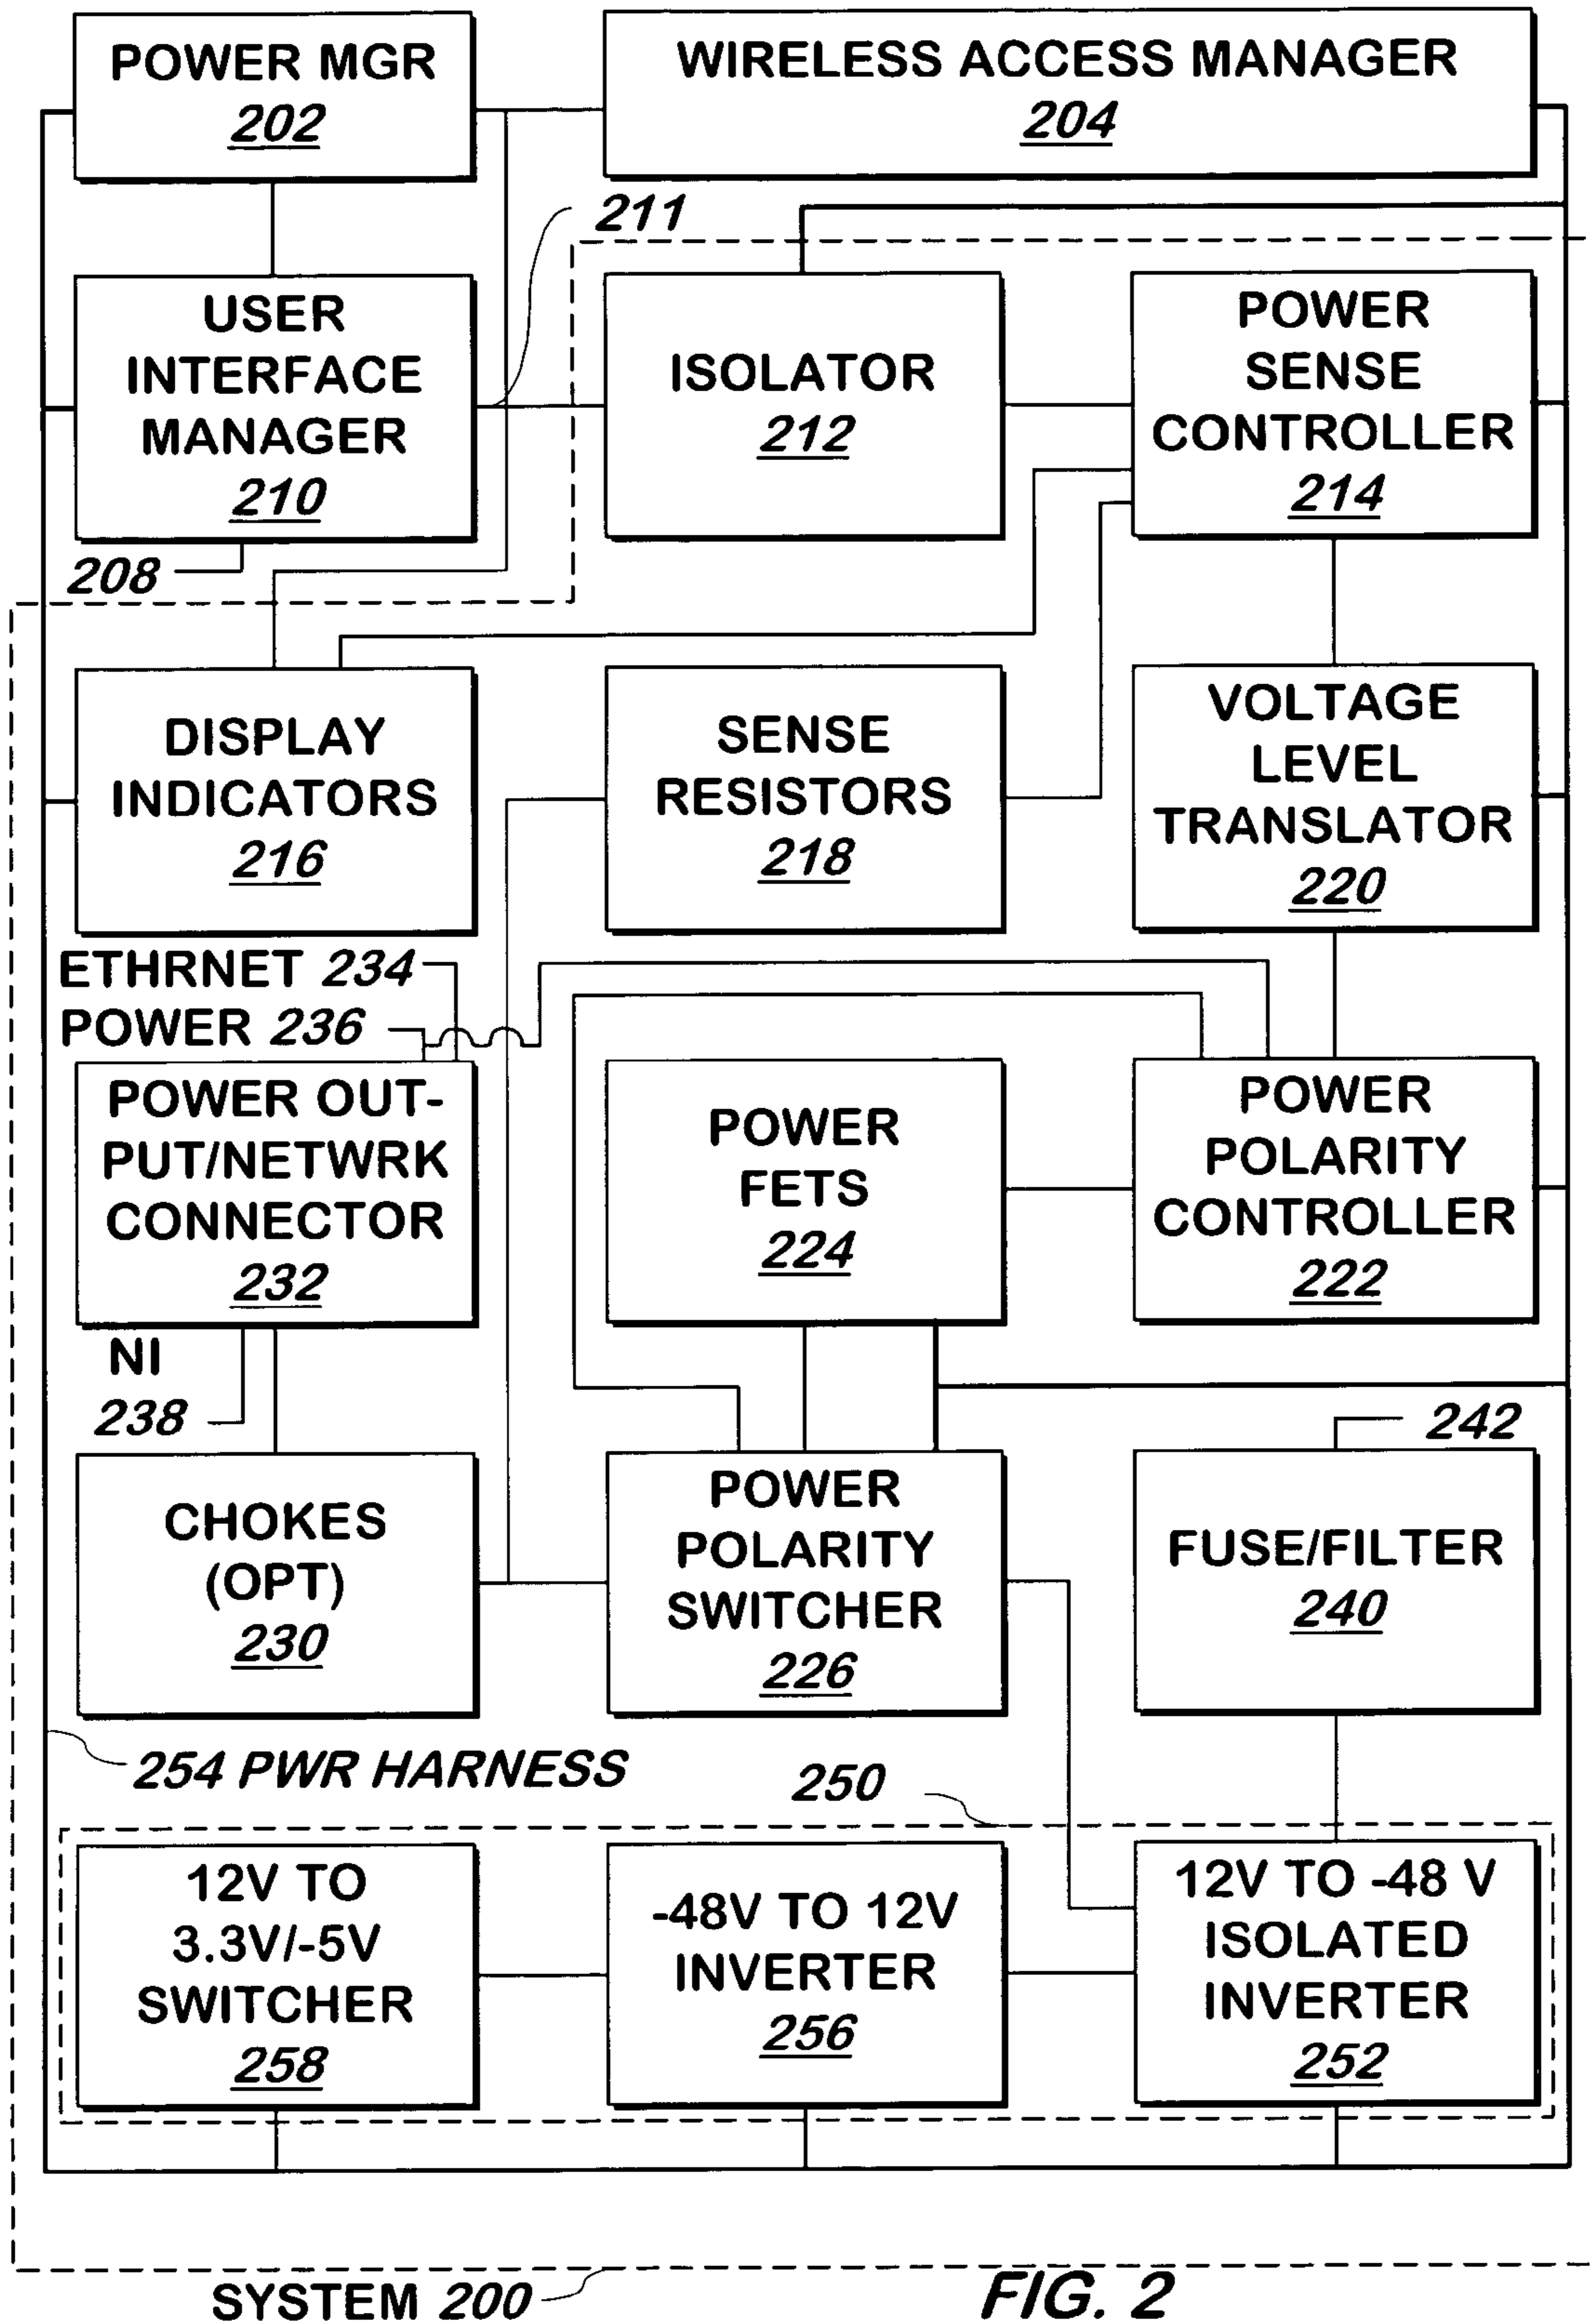 POWER MGR
202
WIRELESS ACCESS MANAGER
204
211
USER
INTERFACE
MANAGER
210
ISOLATOR
212
POWER
SENSE
CONTROLLER
214
208
DISPLAY
INDICATORS
216
SENSE
RESISTORS
218
VOLTAGE
LEVEL
TRANSLATOR
220
ETHRNET 234
POWER 236
POWER OUT-
PUT/NETWRK
CONNECTOR
232
POWER
FETS
224
POWER
POLARITY
CONTROLLER
222
NI
238
242
CHOKES
(OPT)
230
POWER
POLARITY
SWITCHER
226
FUSE/FILTER
240
254 PWR HARNESS
250
12V TO
3.3V/-5V
SWITCHER
258
-48V TO 12V
INVERTER
256
12V TO -48 V
ISOLATED
INVERTER
252
SYSTEM 200
FIG. 2